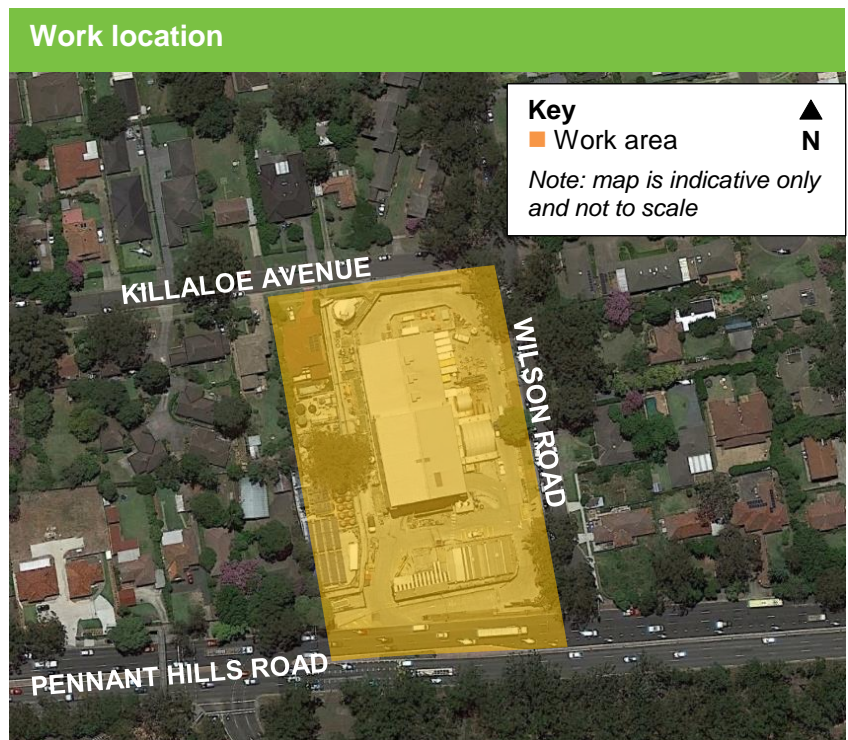 Work location
Key
Work area
N
Note: map is indicative only
and not to scale
KILLALOE AVENUE
WILSON ROAD
PENNANT HILLS ROAD